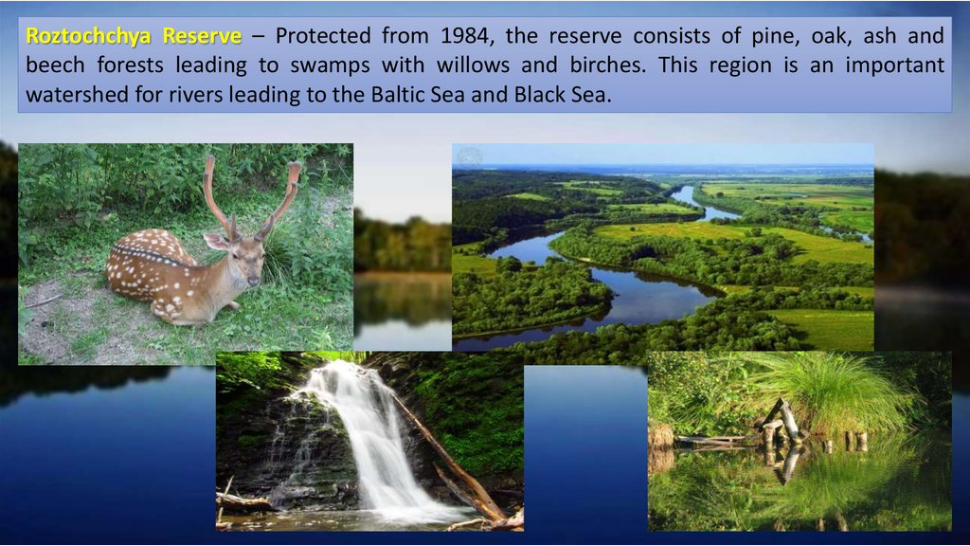 Roztochchya Reserve – Protected from 1984, the reserve consists of pine, oak, ash and
beech forests leading to swamps with willows and birches. This region is an important
watershed for rivers leading to the Baltic Sea and Black Sea.